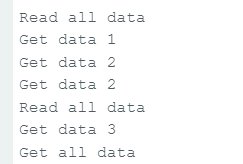 Read all data
Get data 1
Get data 2
Get data 2
Read all data
Get data 3
Get all data